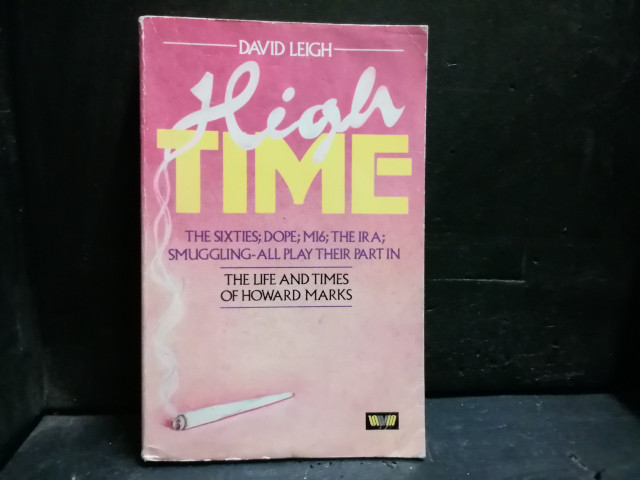 DAVID LEIGH
High
TIME
THE SIXTIES; DOPE; MI6; THE IRA;
SMUGGLING-ALL PLAY THEIR PART IN
THE LIFE AND TIMES
OF HOWARD MARKS